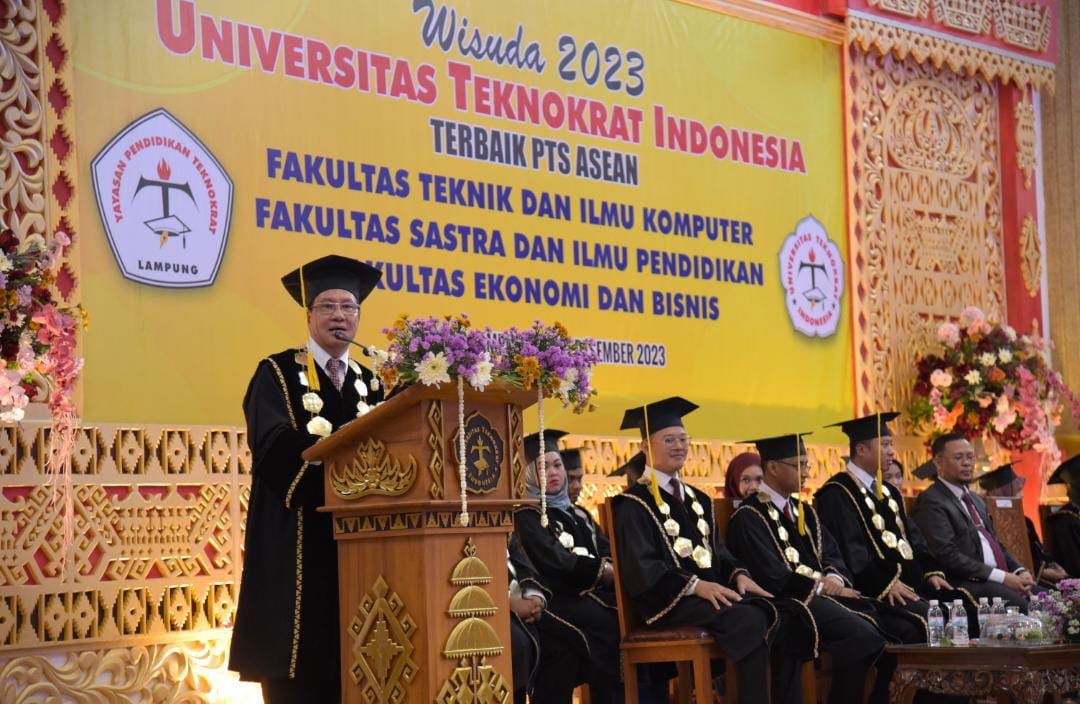 Wisuda 2023
UNIVERSITAS TEKNOKRAT INDONESIA
TERBAIK PTS ASEAN
FAKULTAS TEKNIK DAN ILMU KOMPUTER
FAKULTAS SASTRA DAN ILMU PENDIDIKAN
KULTAS EKONOMI DAN BISNIS
EMBER 2023
YAYASAN PENDIDIKAN TEKNOKRAT
LAMPUNG
UNIVERSITAS TEKNOKRAT
INDONESIA